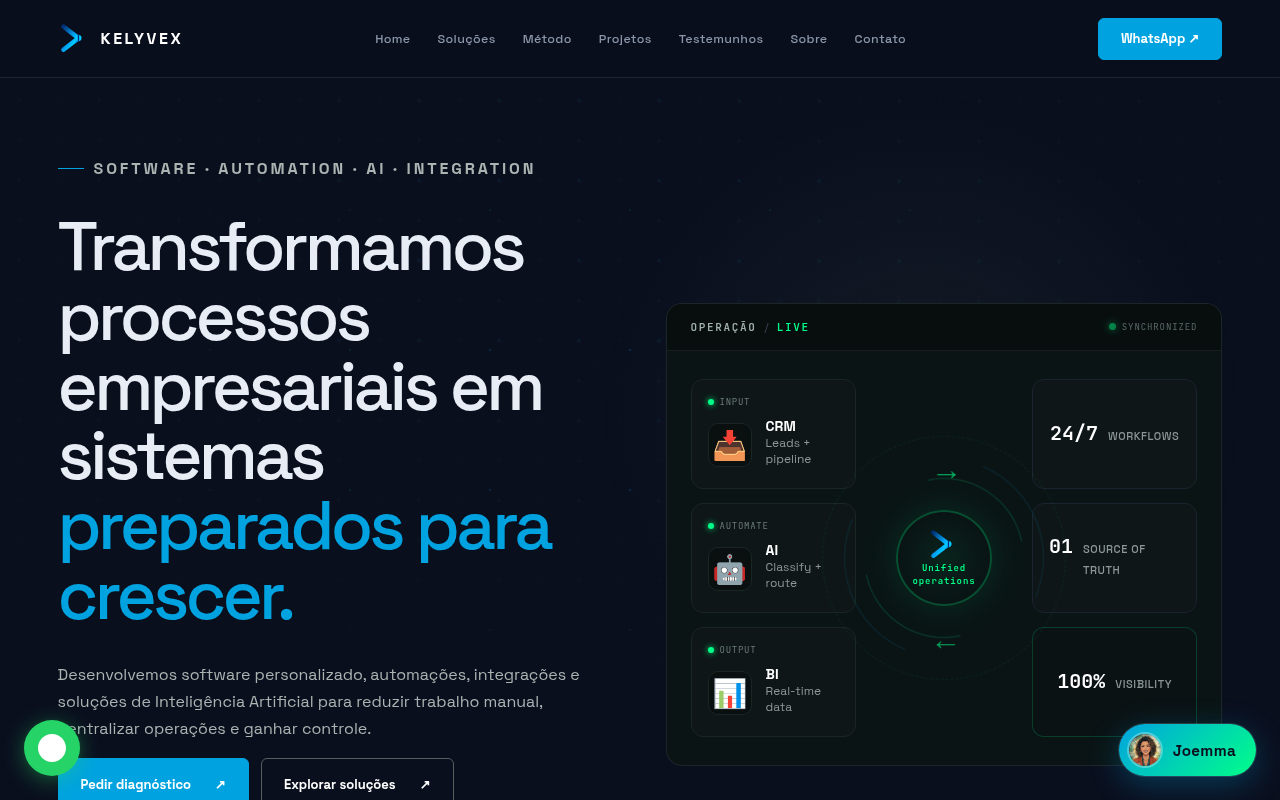 KELYVEX
Home Soluções Método Projetos Testemunhos Sobre Contato
WhatsApp ↗
SOFTWARE · AUTOMATION · AI · INTEGRATION
Transformamos
processos
empresariais em
sistemas
preparados para
crescer.
Desenvolvemos software personalizado, automações, integrações e
soluções de Inteligência Artificial para reduzir trabalho manual,
centralizar operações e ganhar controle.
Pedir diagnóstico ↗
Explorar soluções ↗
OPERAÇÃO / LIVE
SYNCHRONIZED
INPUT
CRM
Leads +
pipeline
AUTOMATE
AI
Classify +
route
OUTPUT
BI
Real-time
data
→
Unified
operations
←
24/7 WORKFLOWS
01 SOURCE OF
TRUTH
100% VISIBILITY
Joemma